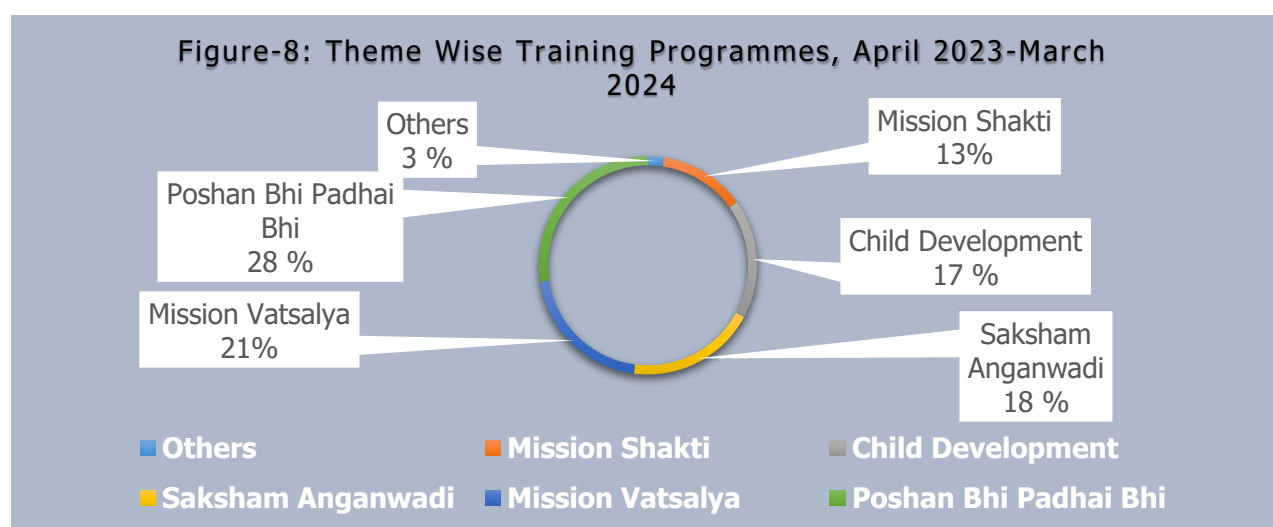 Figure-8: Theme Wise Training Programmes, April 2023-March
2024
Others
3 %
Mission Shakti
13%
Poshan Bhi Padhai
Bhi
28 %
Child Development
17 %
Mission Vatsalya
21%
Saksham
Anganwadi
18 %
Others
Mission Shakti
Child Development
Saksham Anganwadi
Mission Vatsalya
Poshan Bhi Padhai Bhi